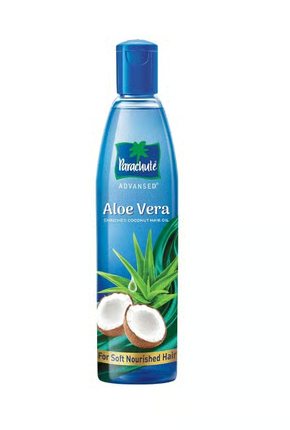 Parachute
ADVANSED
Aloe Vera
ENRICHED COCONUT HAIR OIL
For Soft Nourished Hair